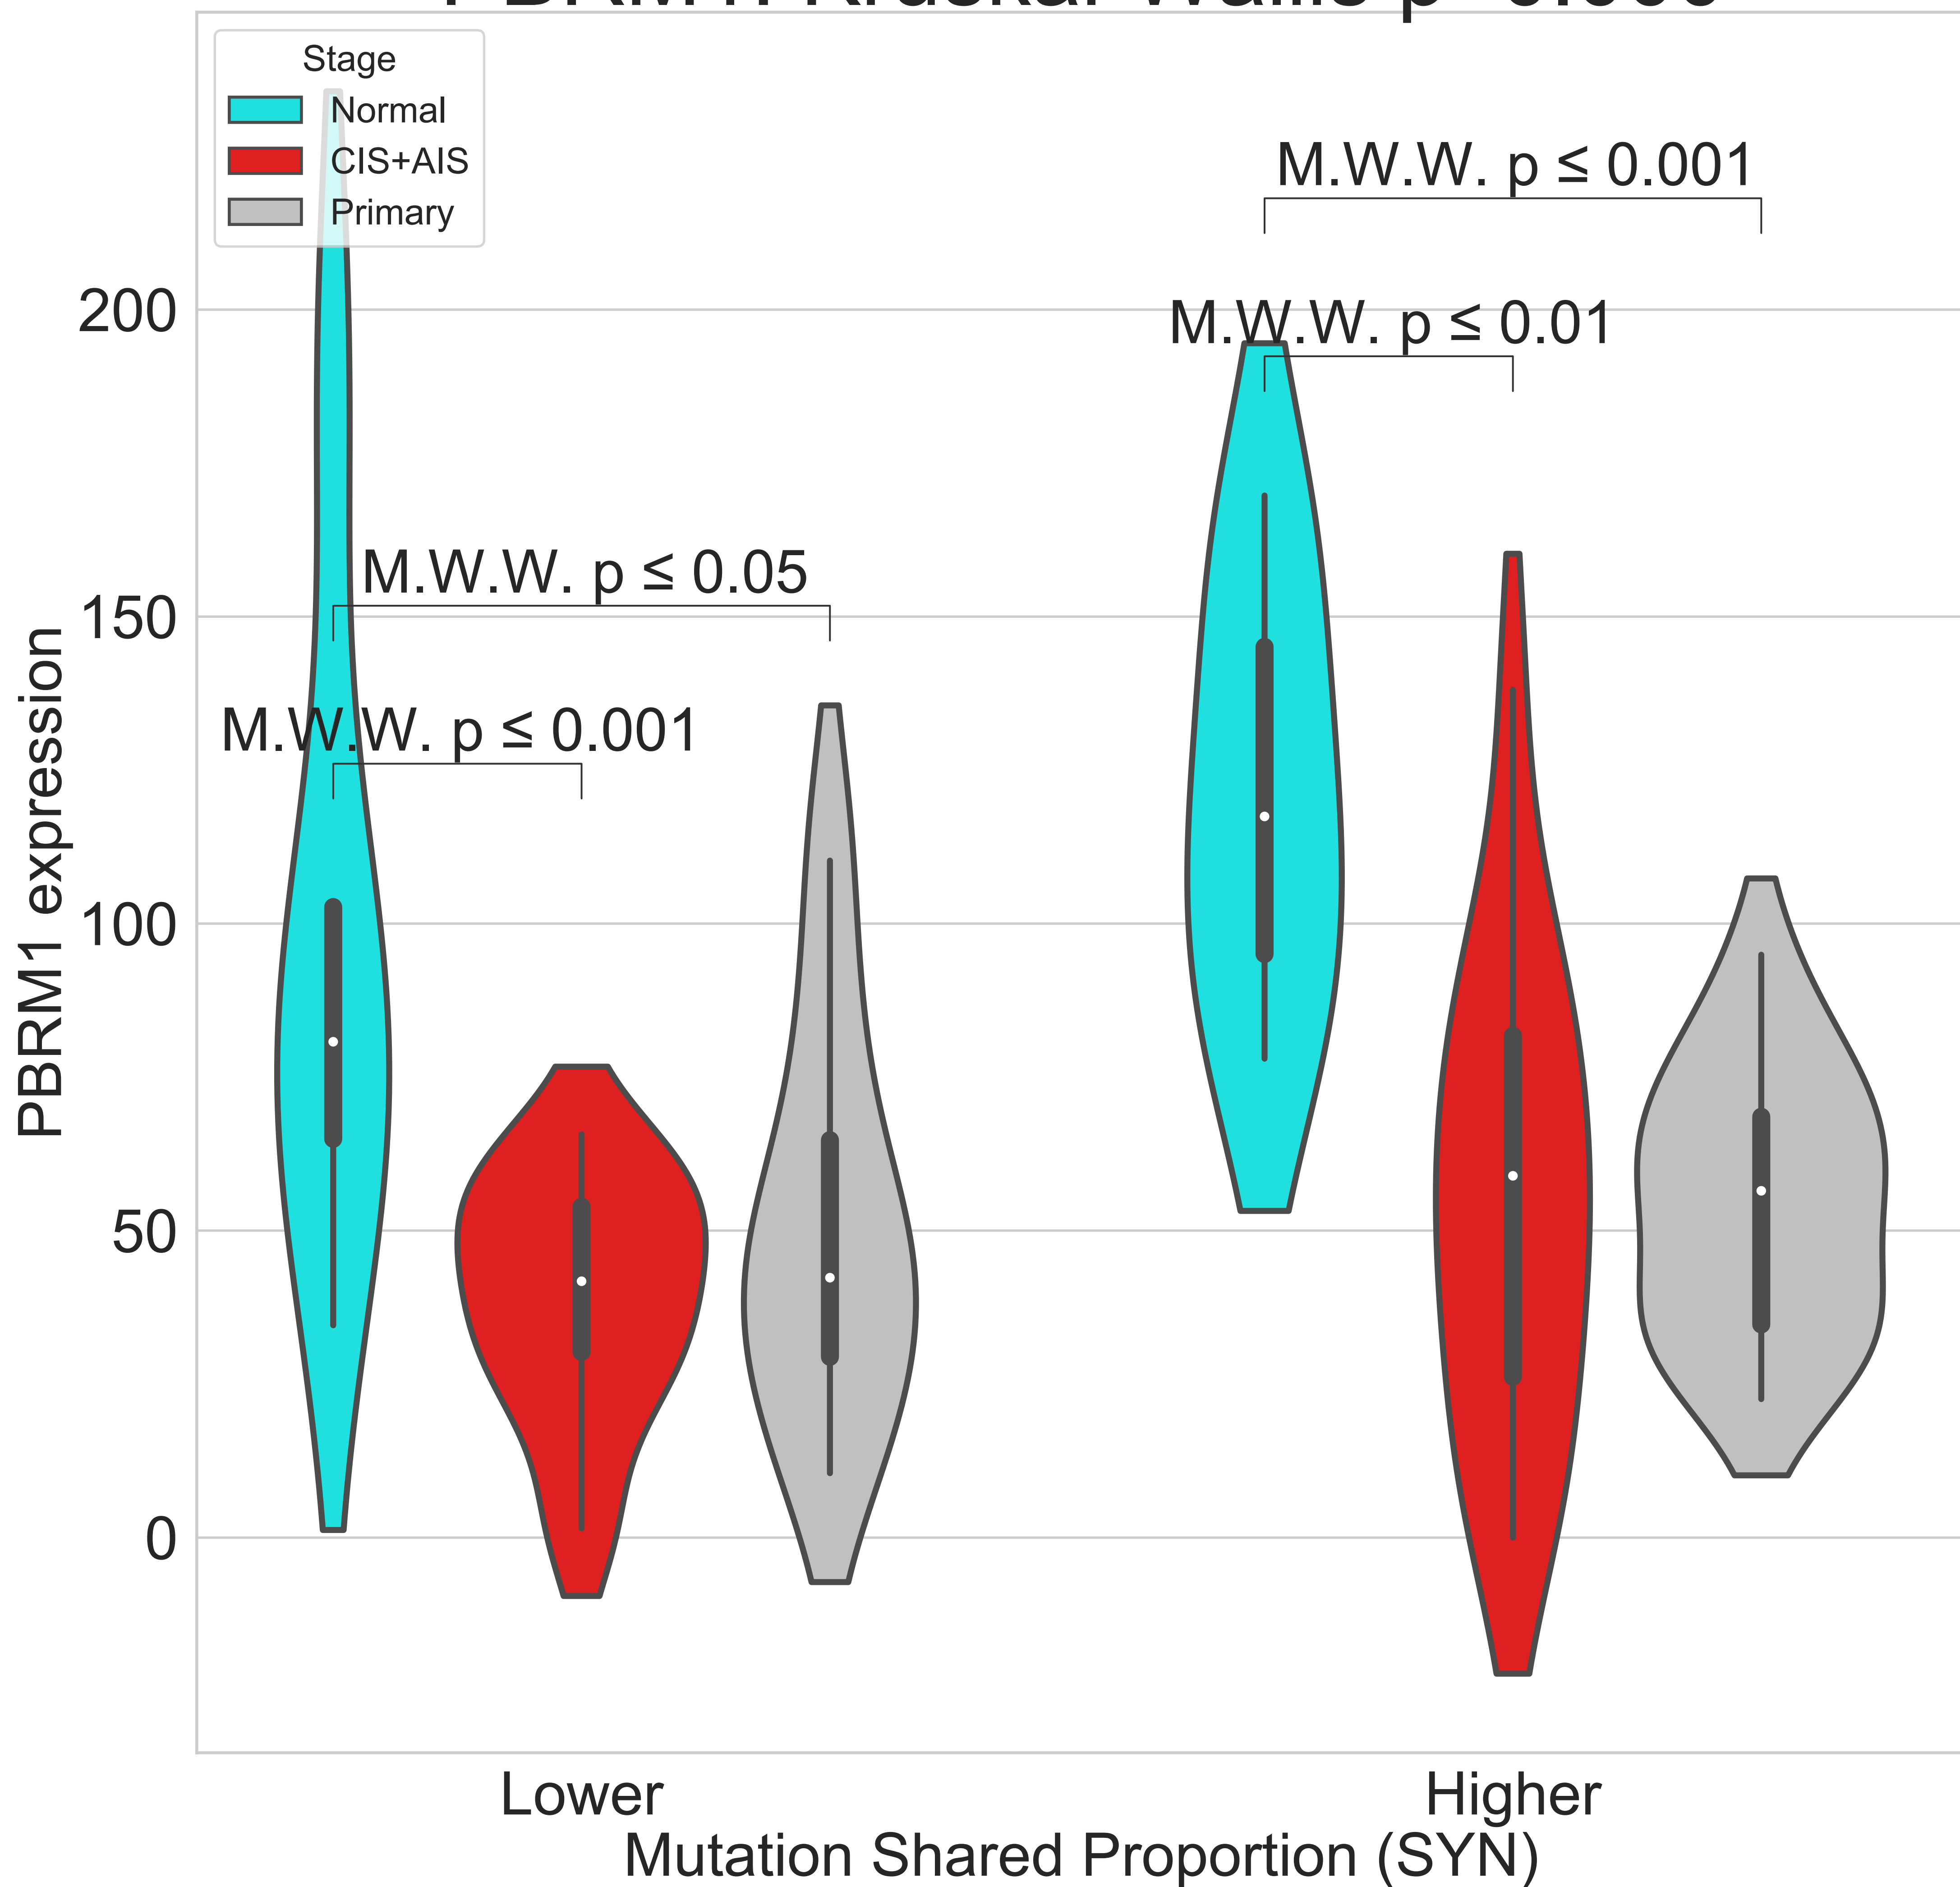 Stage
Normal
CIS+AIS
Primary
M.W.W. p ≤ 0.001
M.W.W. p ≤ 0.01
M.W.W. p ≤ 0.05
M.W.W. p ≤ 0.001
200
150
100
50
0
PBRM1 expression
Lower
Higher
Mutation Shared Proportion (SYN)